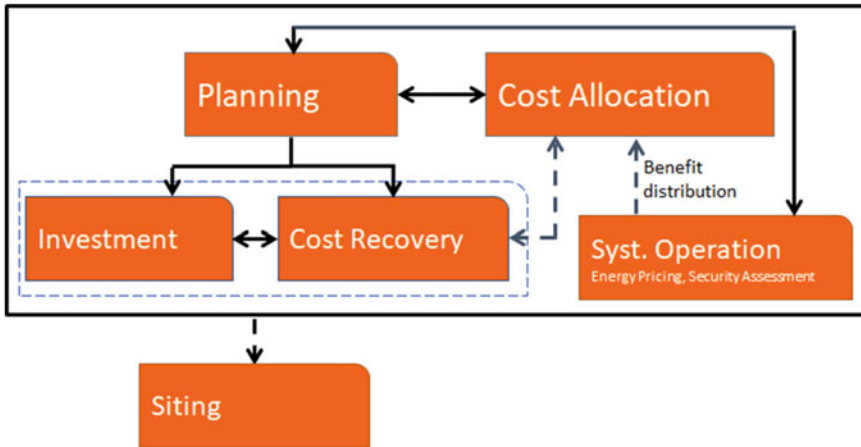 Planning
Cost Allocation
Benefit
distribution
Investment
Cost Recovery
Syst. Operation
Energy Pricing, Security Assessment
Siting